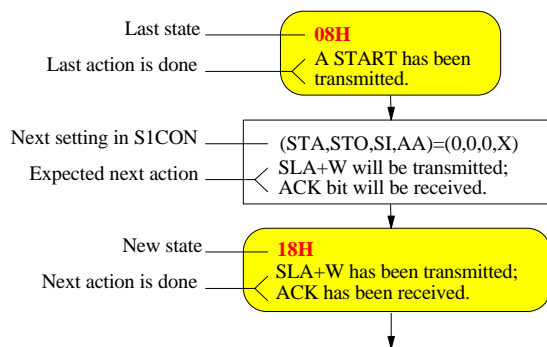 Last state
08H
Last action is done
A START has been
transmitted.
Next setting in S1CON
(STA,STO,SI,AA)=(0,0,0,X)
Expected next action
SLA+W will be transmitted;
ACK bit will be received.
New state
18H
Next action is done
SLA+W has been transmitted;
ACK has been received.